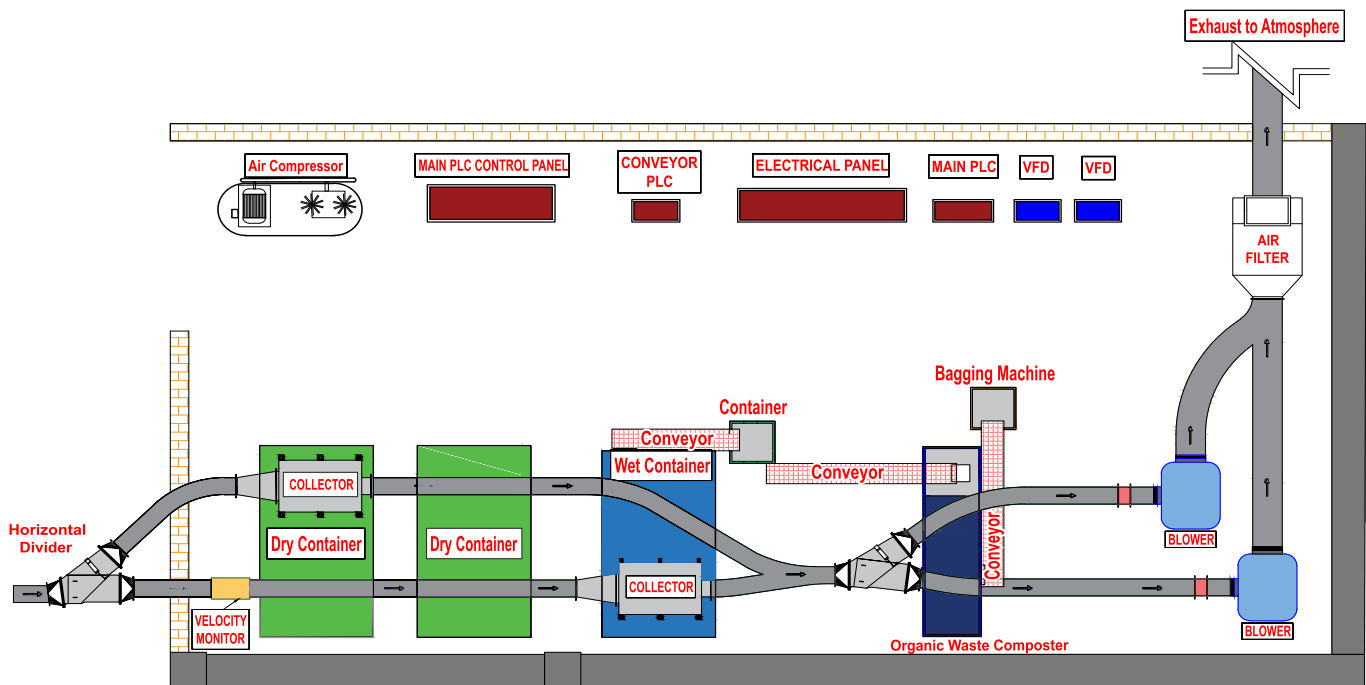 Exhaust to Atmosphere
Air Compressor
MAIN PLC CONTROL PANEL
CONVEYOR
PLC
ELECTRICAL PANEL
MAIN PLC
VFD
VFD
AIR
FILTER
Bagging Machine
Container
Conveyor
Wet Container
Conveyor
COLLECTOR
Horizontal
Divider
Dry Container
Dry Container
Conveyor
BLOWER
COLLECTOR
VELOCITY
MONITOR
Organic Waste Composter
BLOWER